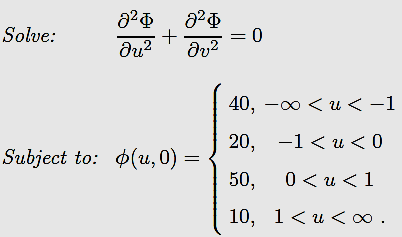 Solve: ∂²Φ/∂u² + ∂²Φ/∂v² = 0
Subject to: ϕ(u,0) = {
40, −∞ < u < −1
20, −1 < u < 0
50, 0 < u < 1
10, 1 < u < ∞ .